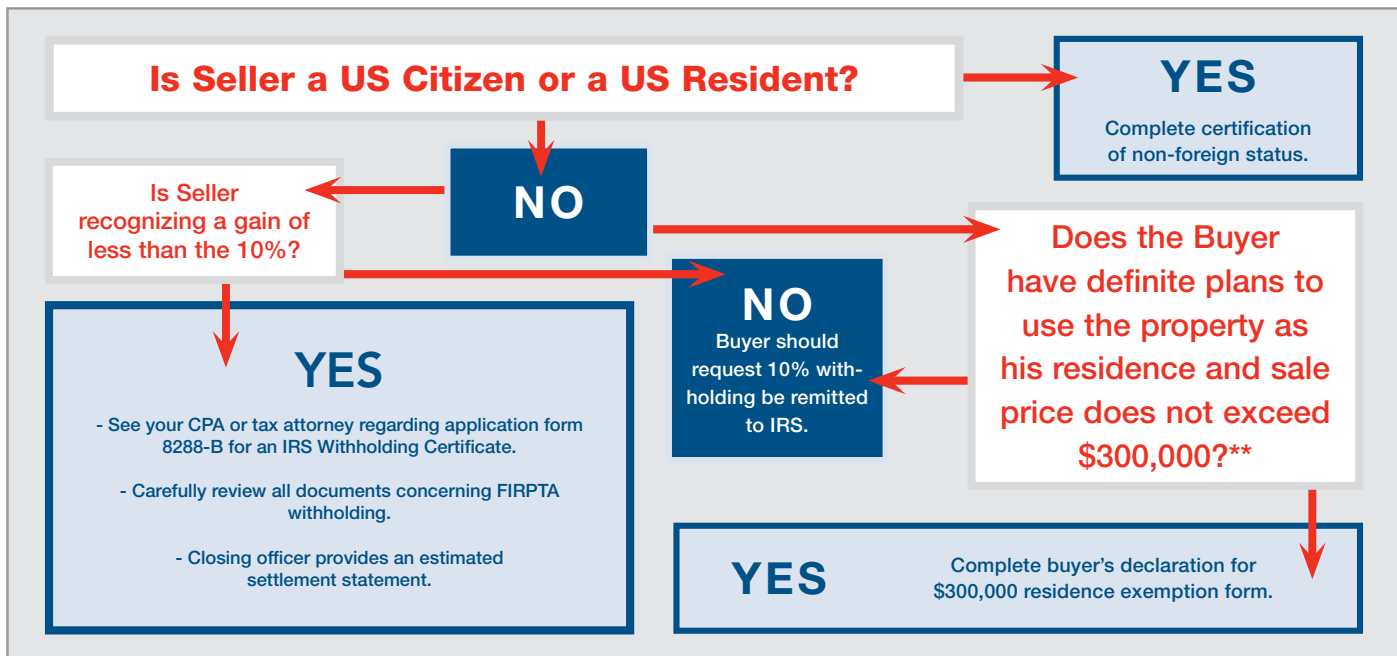 Is Seller a US Citizen or a US Resident?
YES
Complete certification
of non-foreign status.
NO
Is Seller
recognizing a gain of
less than the 10%?
Does the Buyer
have definite plans to
use the property as
his residence and sale
price does not exceed
$300,000?**
NO
Buyer should
request 10% with-
holding be remitted
to IRS.
YES
- See your CPA or tax attorney regarding application form
8288-B for an IRS Withholding Certificate.
- Carefully review all documents concerning FIRPTA
withholding.
- Closing officer provides an estimated
settlement statement.
YES
Complete buyer’s declaration for
$300,000 residence exemption form.